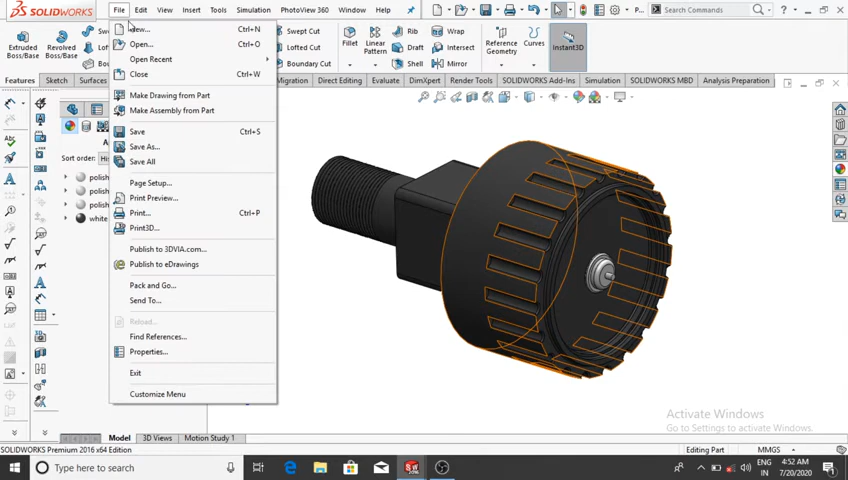 SOLIDWORKS File Edit View Insert Tools Simulation PhotoView 360 Window Help Search Commands
Extruded Boss/Base
Revolved Boss/Base
Swept Cut
Lofted Cut
Boundary Cut
Fillet
Linear Pattern
Rib
Draft
Shell
Wrap
Intersect
Mirror
Reference Geometry
Curves
Instant3D
Features Sketch Surfaces Migration Direct Editing Evaluate DimXpert Render Tools SOLIDWORKS Add-Ins Simulation SOLIDWORKS MBD Analysis Preparation
New... Ctrl+N
Open... Ctrl+O
Open Recent
Close Ctrl+W
Make Drawing from Part
Make Assembly from Part
Save Ctrl+S
Save As...
Save All
Page Setup...
Print Preview...
Print... Ctrl+P
Print3D...
Publish to 3DVIA.com...
Publish to eDrawings
Pack and Go...
Send To...
Reload...
Find References...
Properties...
Exit
Customize Menu
Sort order:
polish
polish
polish
white
Activate Windows
Go to Settings to activate Windows.
Model 3D Views Motion Study 1
SOLIDWORKS Premium 2016 x64 Edition Editing Part MMGS
Type here to search
ENG
IN
4:52 AM
7/20/2020